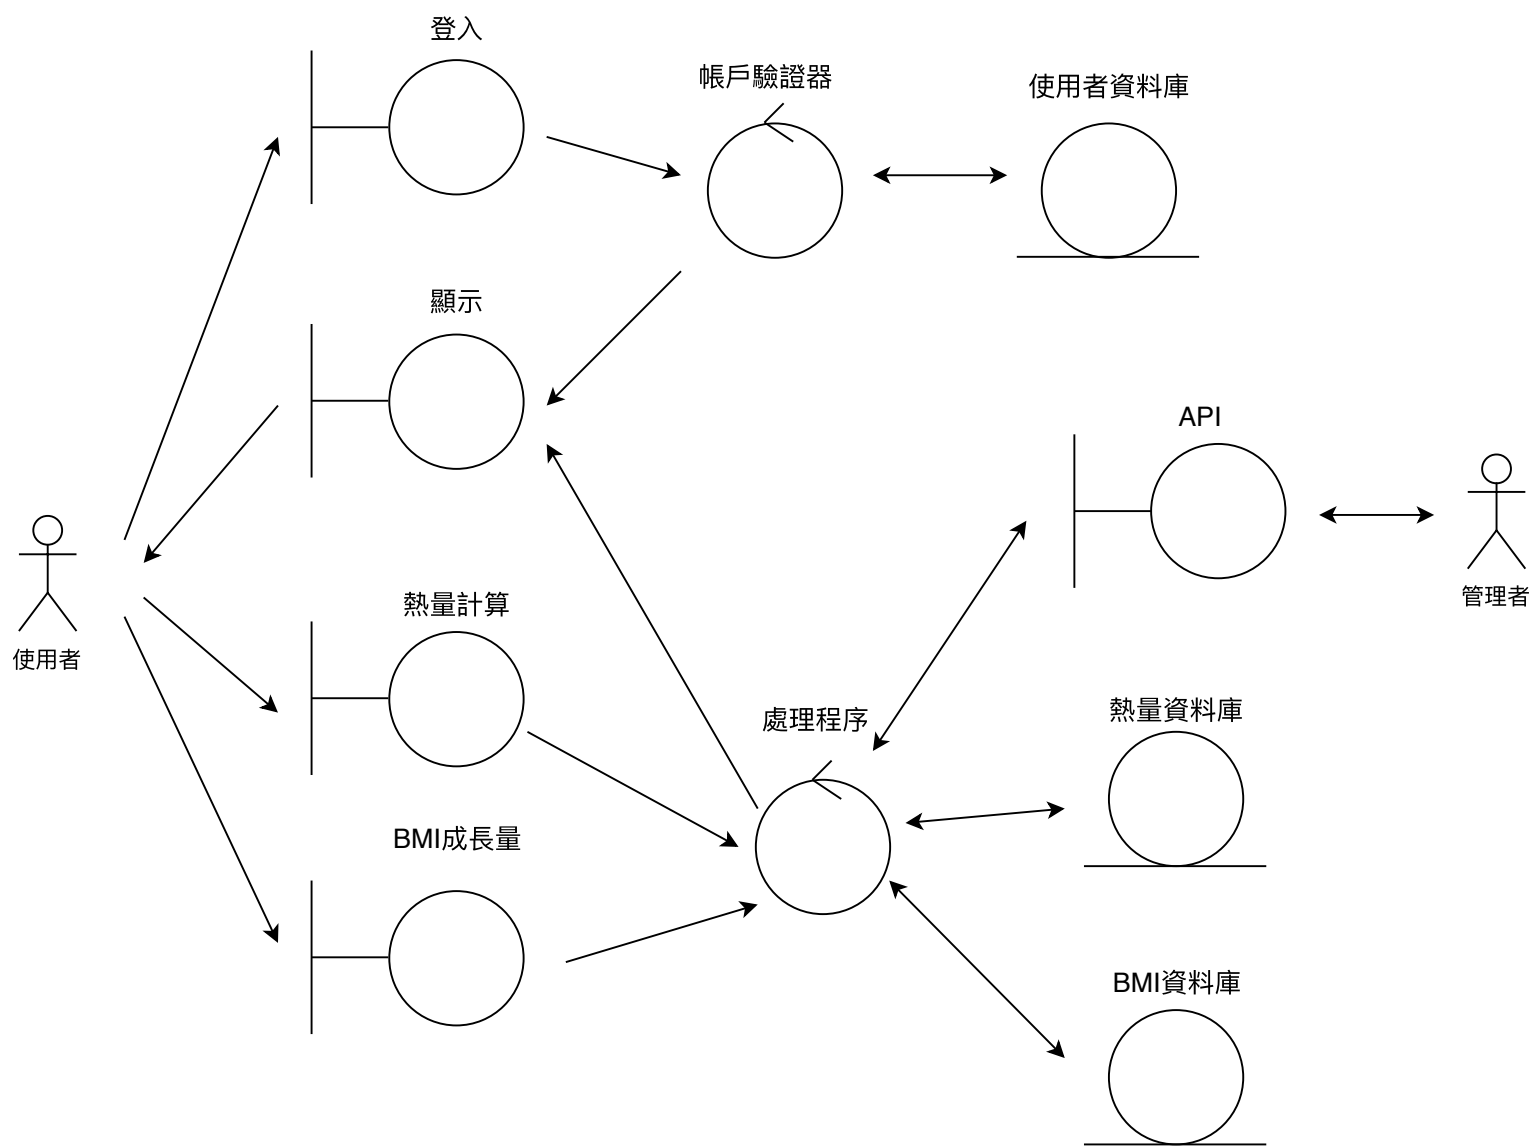 登入
帳戶驗證器
使用者資料庫
顯示
API
管理者
使用者
熱量計算
處理程序
熱量資料庫
BMI成長量
BMI資料庫